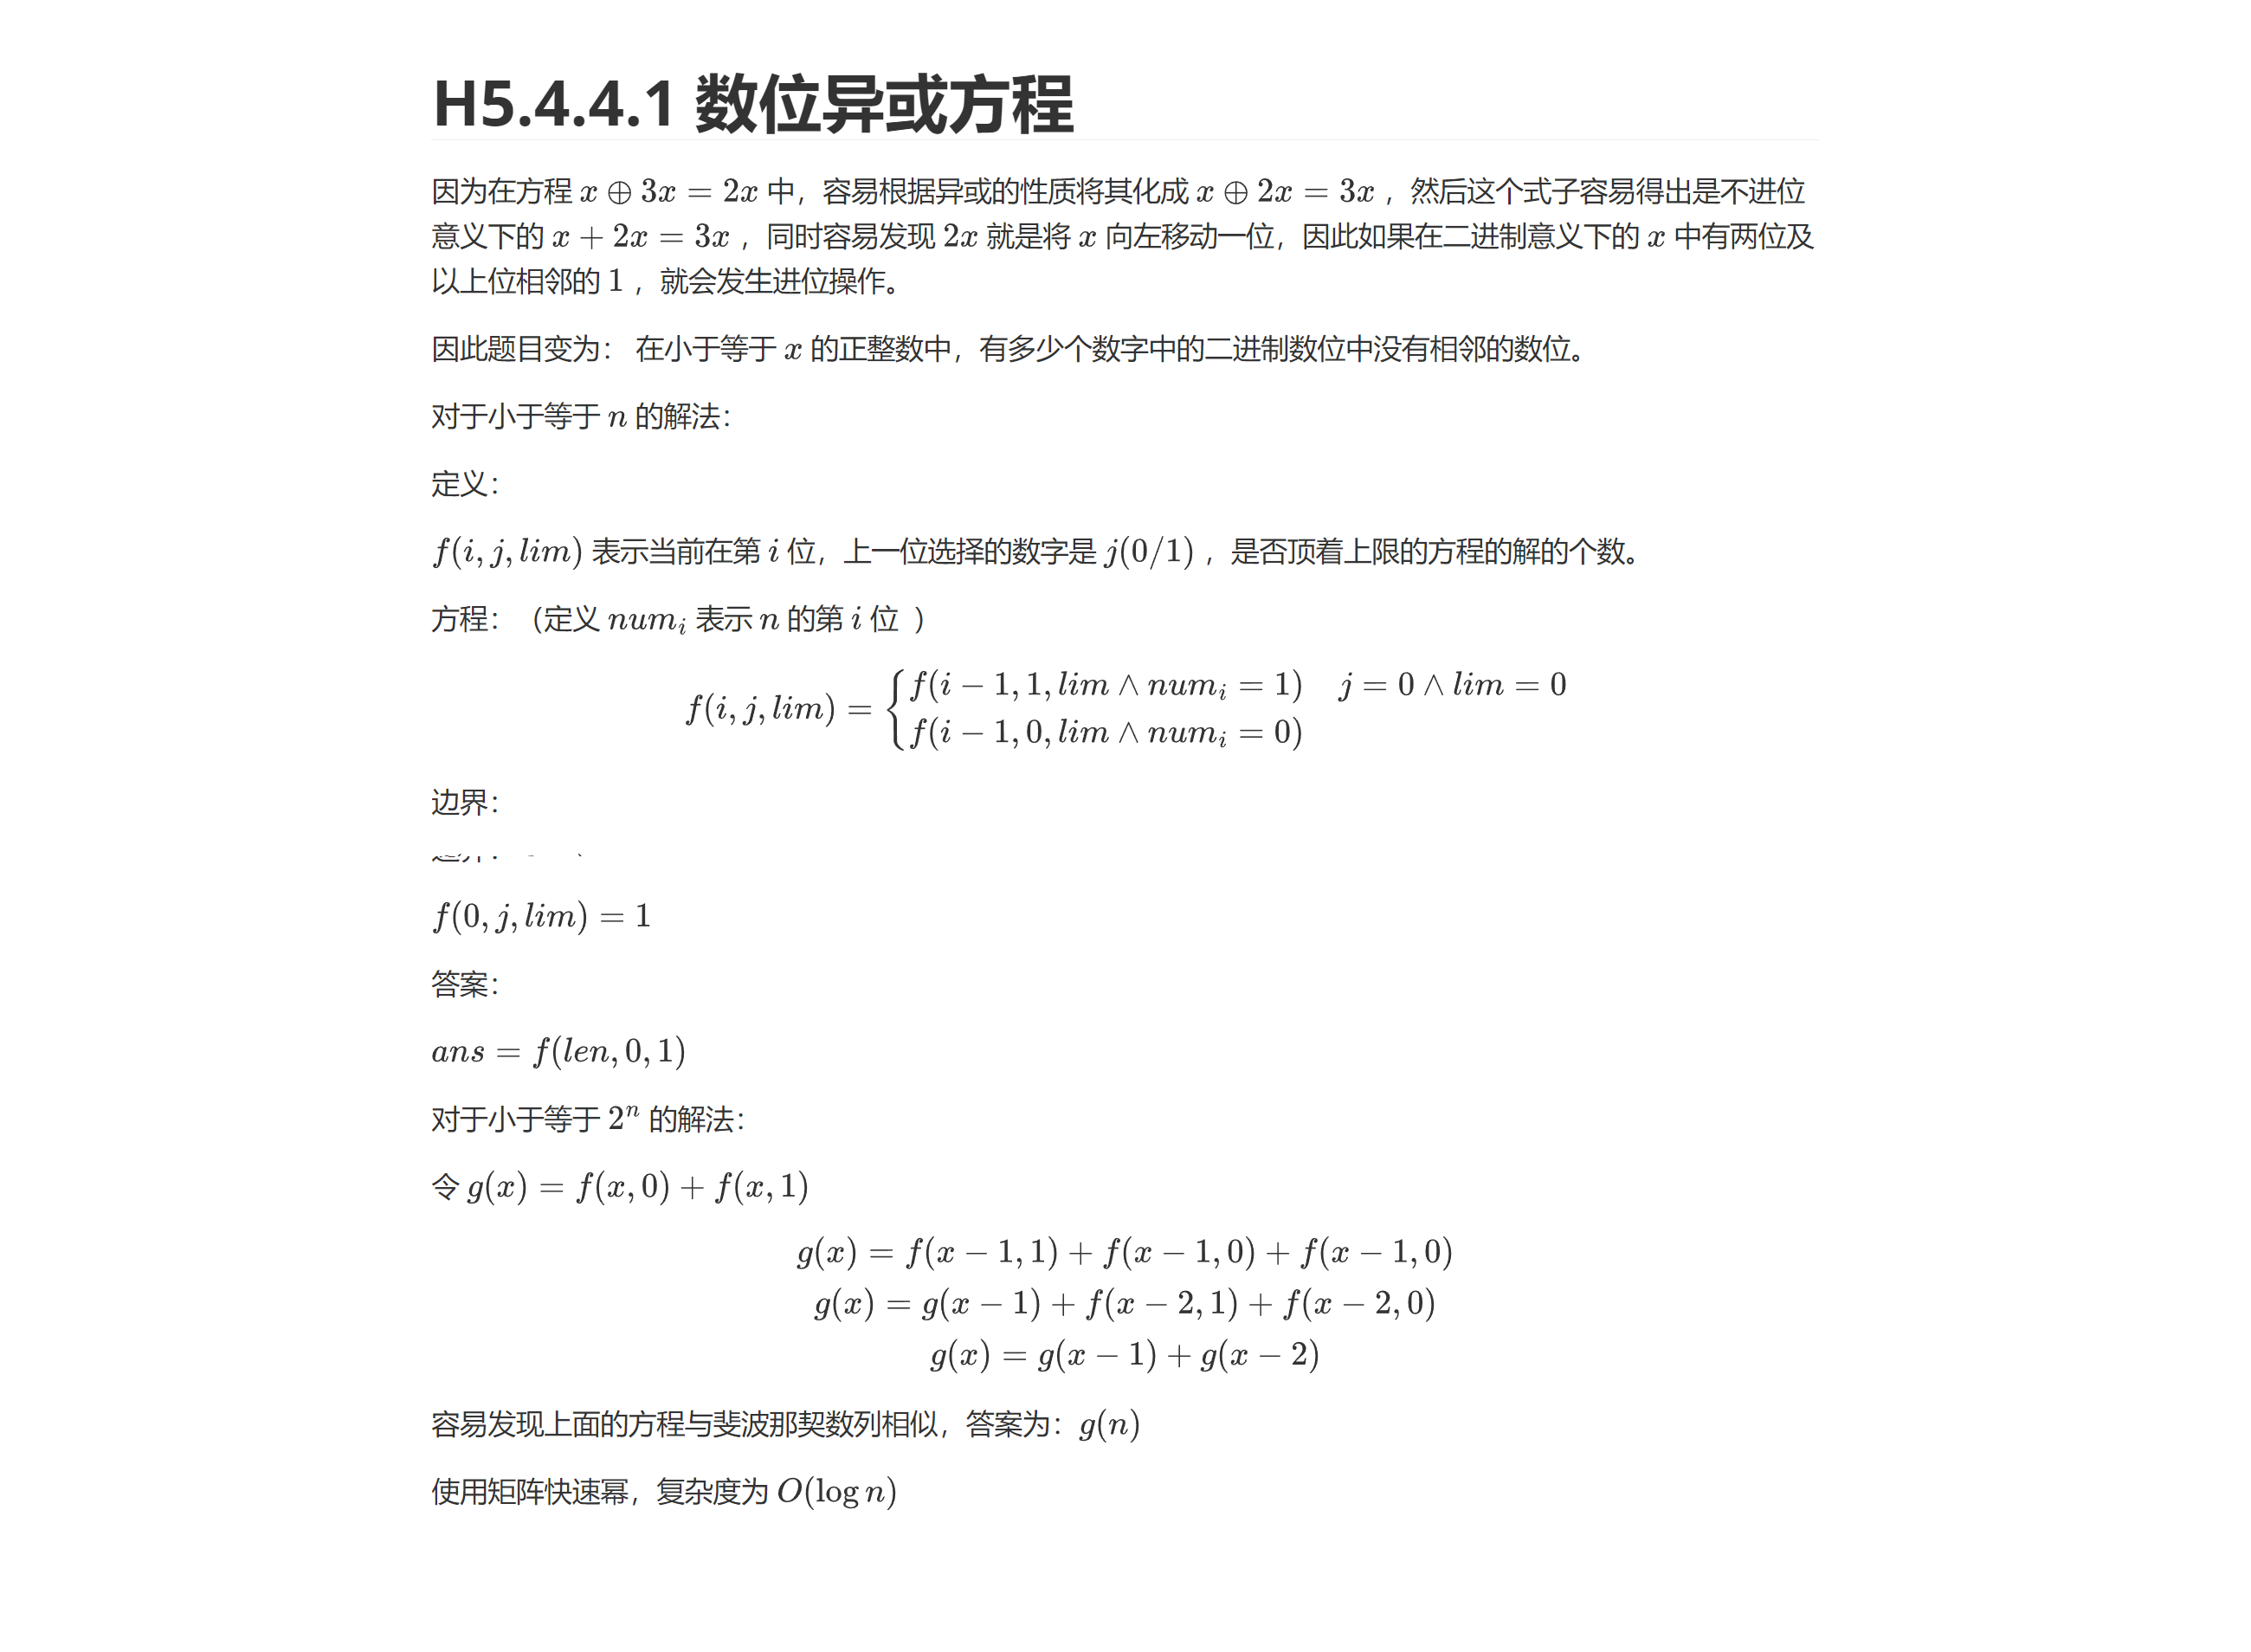 H5.4.4.1 数位异或方程
因为在方程 x ⊕ 3x = 2x 中，容易根据异或的性质将其化成 x ⊕ 2x = 3x ，然后这个式子容易得出是不进位
意义下的 x + 2x = 3x ，同时容易发现 2x 就是将 x 向左移动一位，因此如果在二进制意义下的 x 中有两位及
以上位相邻的 1 ，就会发生进位操作。
因此题目变为： 在小于等于 x 的正整数中，有多少个数字中的二进制数位中没有相邻的数位。
对于小于等于 n 的解法：
定义：
f(i, j, lim) 表示当前在第 i 位，上一位选择的数字是 j(0/1) ，是否顶着上限的方程的解的个数。
方程：（定义 num_i 表示 n 的第 i 位 ）
f(i, j, lim) = { f(i − 1, 1, lim ∧ num_i = 1) j = 0 ∧ lim = 0
f(i − 1, 0, lim ∧ num_i = 0)
边界：
f(0, j, lim) = 1
答案：
ans = f(len, 0, 1)
对于小于等于 2^n 的解法：
令 g(x) = f(x, 0) + f(x, 1)
g(x) = f(x − 1, 1) + f(x − 1, 0) + f(x − 1, 0)
g(x) = g(x − 1) + f(x − 2, 1) + f(x − 2, 0)
g(x) = g(x − 1) + g(x − 2)
容易发现上面的方程与斐波那契数列相似，答案为：g(n)
使用矩阵快速幂，复杂度为 O(log n)